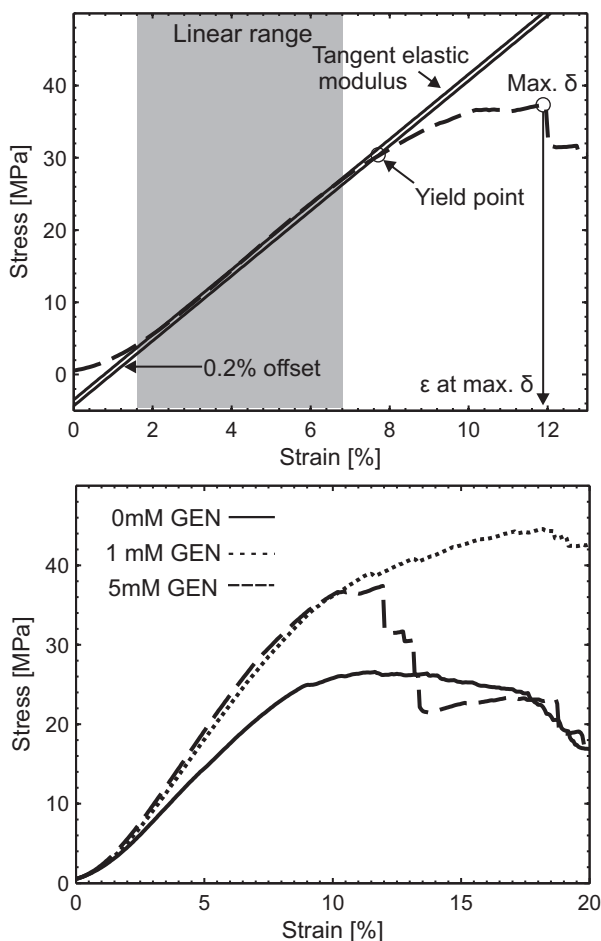 Linear range
Tangent elastic
modulus
Max. δ
40
30
20
10
0
Stress [MPa]
Yield point
0.2% offset
ε at max. δ
0 2 4 6 8 10 12
Strain [%]
0mM GEN
1 mM GEN
5mM GEN
40
30
20
10
0
Stress [MPa]
0 5 10 15 20
Strain [%]